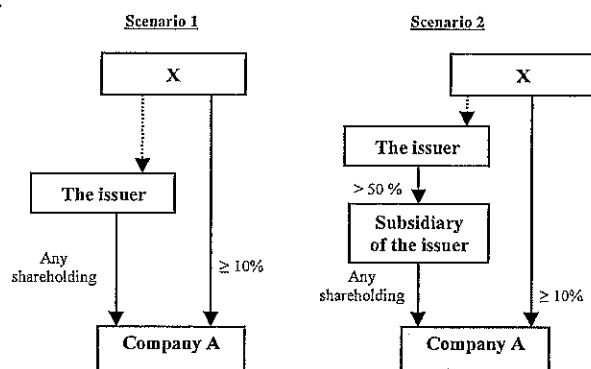 Scenario 1
X
The issuer
Any
shareholding
≥ 10%
Company A
Scenario 2
X
The issuer
> 50 %
Subsidiary
of the issuer
Any
shareholding
≥ 10%
Company A